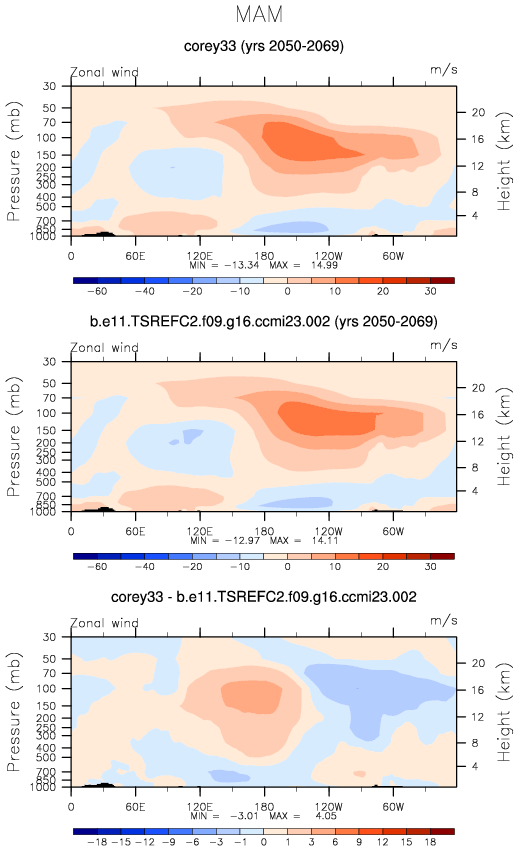 MAM
corey33 (yrs 2050-2069)
Zonal wind m/s
Pressure (mb)
30
50
70
100
150
200
250
300
400
500
700
850
1000
Height (km)
20
16
12
8
4
0 60E 120E 180 120W 60W
MIN = -13.34 MAX = 14.99
-60 -40 -20 -10 0 10 20 30
b.e11.TSREFC2.f09.g16.ccmi23.002 (yrs 2050-2069)
Zonal wind m/s
Pressure (mb)
30
50
70
100
150
200
250
300
400
500
700
850
1000
Height (km)
20
16
12
8
4
0 60E 120E 180 120W 60W
MIN = -12.97 MAX = 14.11
-60 -40 -20 -10 0 10 20 30
corey33 - b.e11.TSREFC2.f09.g16.ccmi23.002
Zonal wind m/s
Pressure (mb)
30
50
70
100
150
200
250
300
400
500
700
850
1000
Height (km)
20
16
12
8
4
0 60E 120E 180 120W 60W
MIN = -3.01 MAX = 4.05
-18 -15 -12 -9 -6 -3 -1 0 1 3 6 9 12 15 18